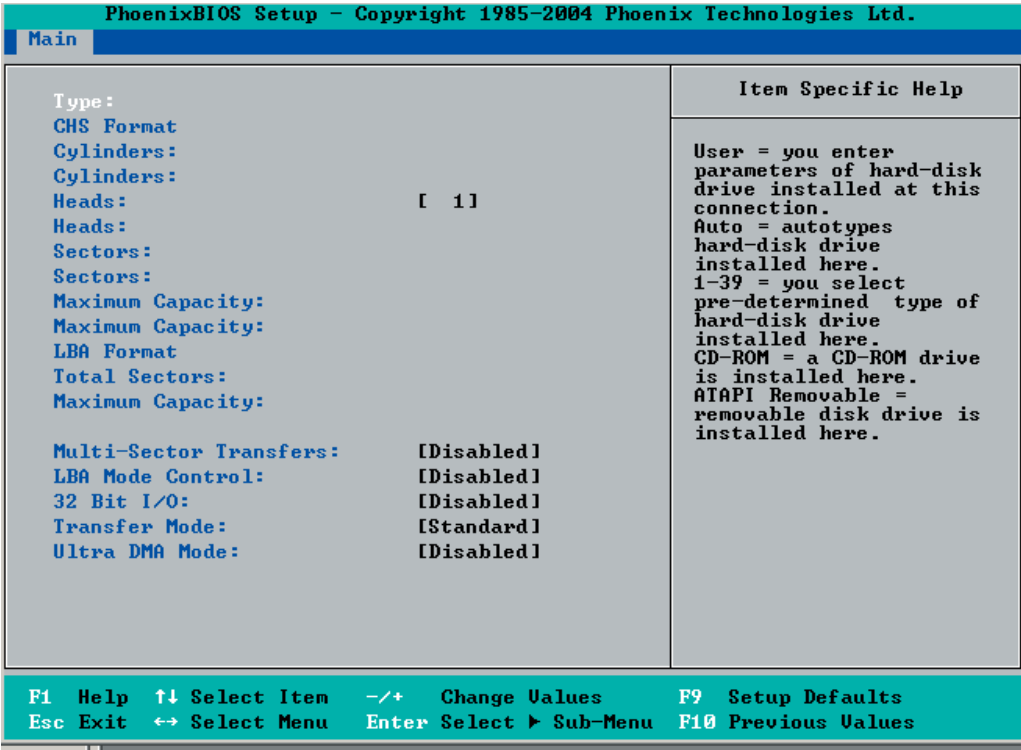 PhoenixBIOS Setup - Copyright 1985-2004 Phoenix Technologies Ltd.
Main
Type:
CHS Format
Cylinders:
Cylinders:
Heads: [ 1]
Heads:
Sectors:
Sectors:
Maximum Capacity:
Maximum Capacity:
LBA Format
Total Sectors:
Maximum Capacity:
Multi-Sector Transfers: [Disabled]
LBA Mode Control: [Disabled]
32 Bit I/O: [Disabled]
Transfer Mode: [Standard]
Ultra DMA Mode: [Disabled]
Item Specific Help
User = you enter
parameters of hard-disk
drive installed at this
connection.
Auto = autotypes
hard-disk drive
installed here.
1-39 = you select
pre-determined type of
hard-disk drive
installed here.
CD-ROM = a CD-ROM drive
is installed here.
ATAPI Removable =
removable disk drive is
installed here.
F1 Help ↑↓ Select Item -/+ Change Values F9 Setup Defaults
Esc Exit ↔ Select Menu Enter Select ▶ Sub-Menu F10 Previous Values